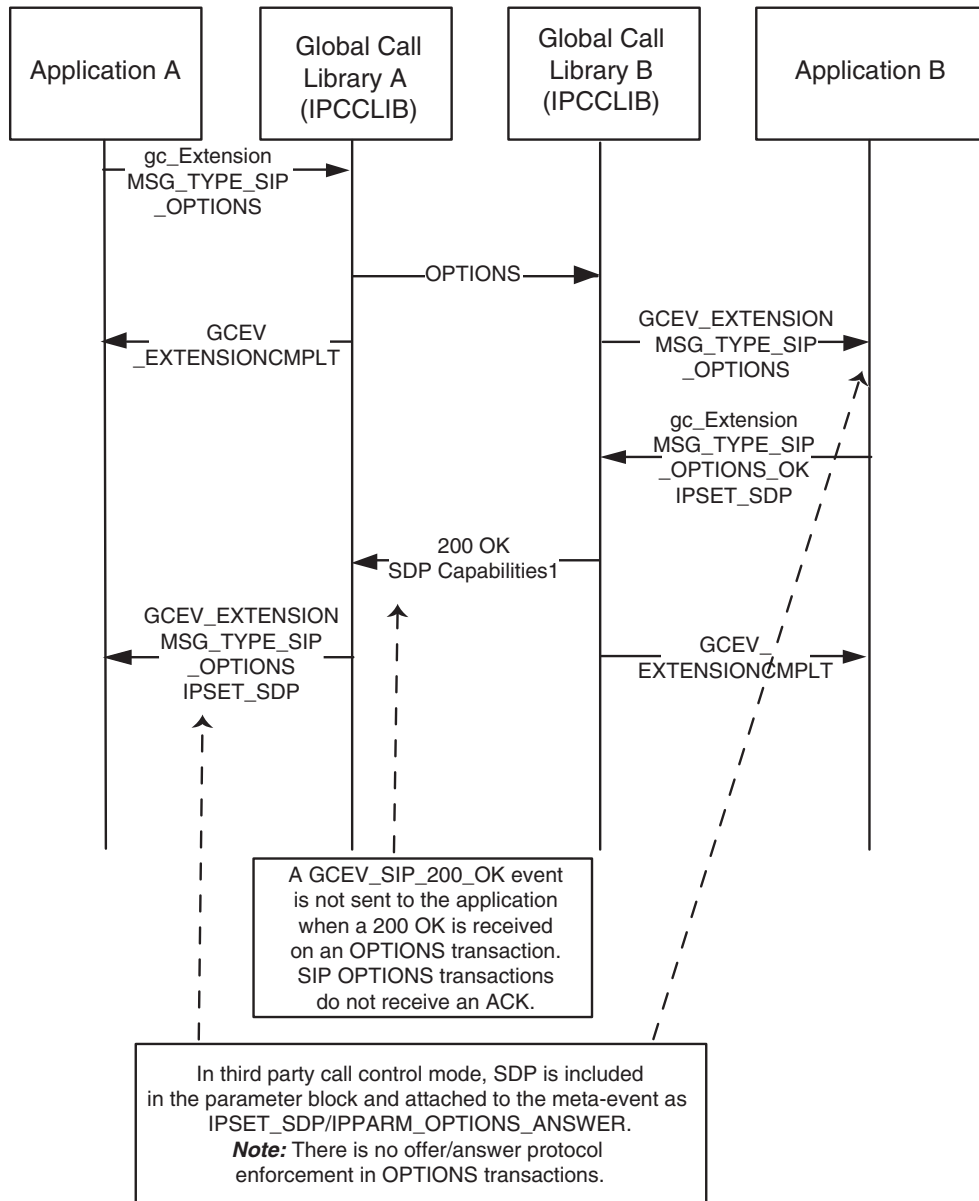 Application A
Global Call
Library A
(IPCCLIB)
Global Call
Library B
(IPCCLIB)
Application B
gc_Extension
MSG_TYPE_SIP
_OPTIONS
OPTIONS
GCEV
_EXTENSIONCMPLT
GCEV_EXTENSION
MSG_TYPE_SIP
_OPTIONS
gc_Extension
MSG_TYPE_SIP
_OPTIONS_OK
IPSET_SDP
200 OK
SDP Capabilities1
GCEV_EXTENSION
MSG_TYPE_SIP
_OPTIONS
IPSET_SDP
GCEV_
EXTENSIONCMPLT
A GCEV_SIP_200_OK event
is not sent to the application
when a 200 OK is received
on an OPTIONS transaction.
SIP OPTIONS transactions
do not receive an ACK.
In third party call control mode, SDP is included
in the parameter block and attached to the meta-event as
IPSET_SDP/IPPARM_OPTIONS_ANSWER.
Note: There is no offer/answer protocol
enforcement in OPTIONS transactions.